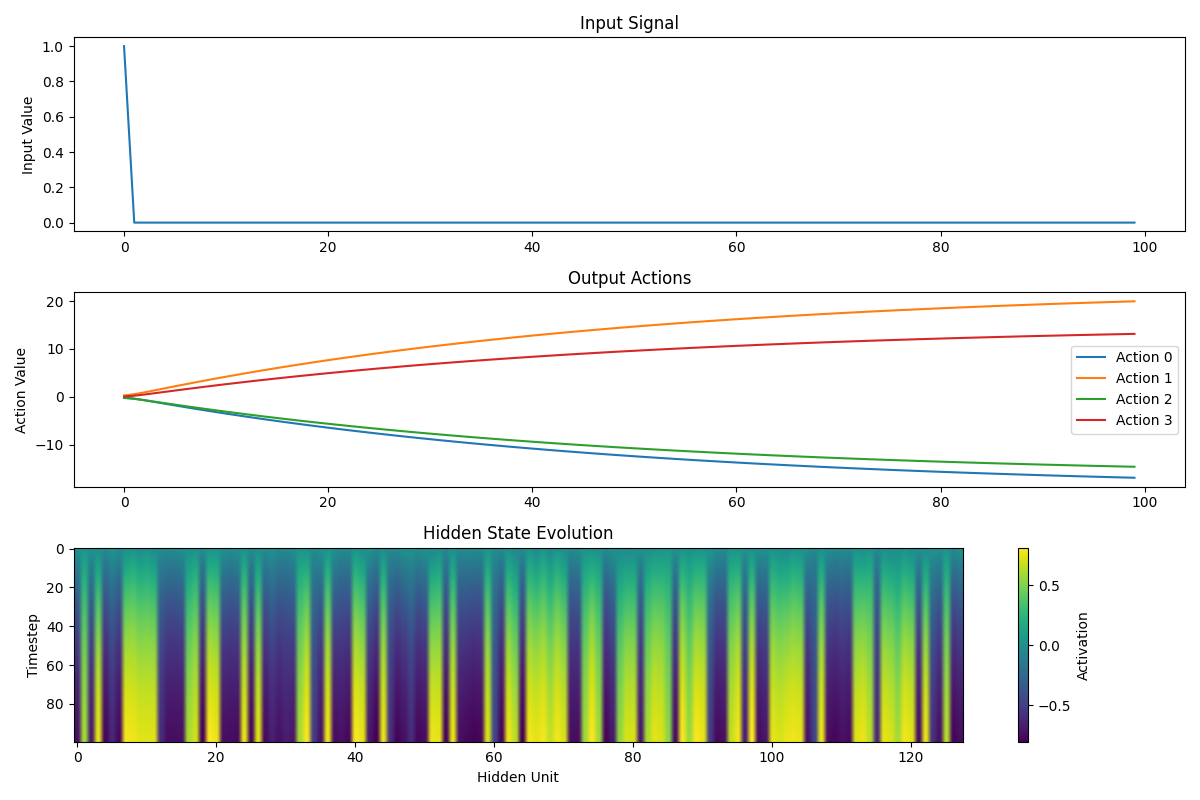 Input Signal
Input Value
1.0
0.8
0.6
0.4
0.2
0.0
0 20 40 60 80 100
Output Actions
Action Value
20
10
0
−10
Action 0
Action 1
Action 2
Action 3
0 20 40 60 80 100
Hidden State Evolution
Timestep
0
20
40
60
80
0 20 40 60 80 100 120
Hidden Unit
0.5
0.0
−0.5
Activation